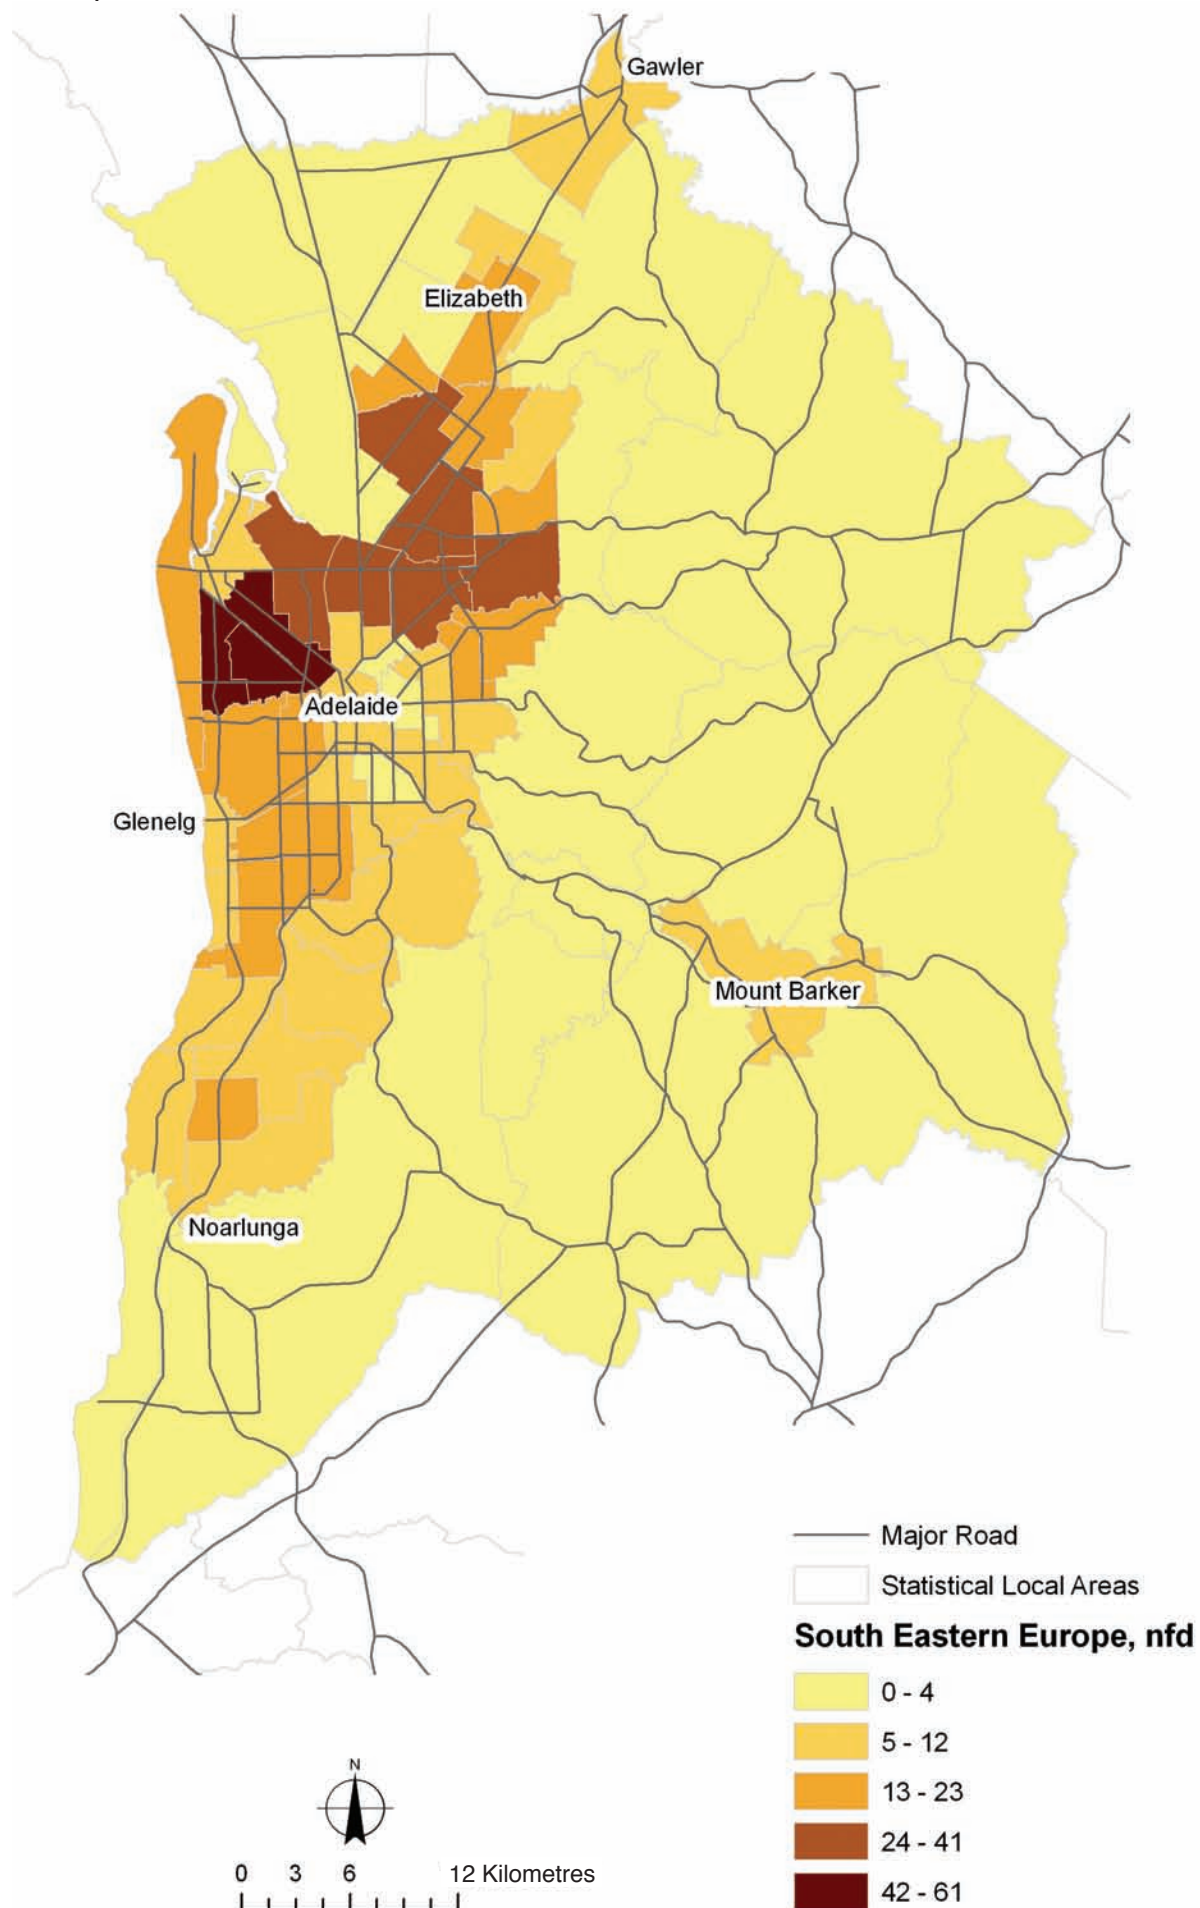 Gawler
Elizabeth
Adelaide
Glenelg
Mount Barker
Noarlunga
Major Road
Statistical Local Areas
South Eastern Europe, nfd
0 - 4
5 - 12
13 - 23
24 - 41
42 - 61
N
0 3 6 12 Kilometres